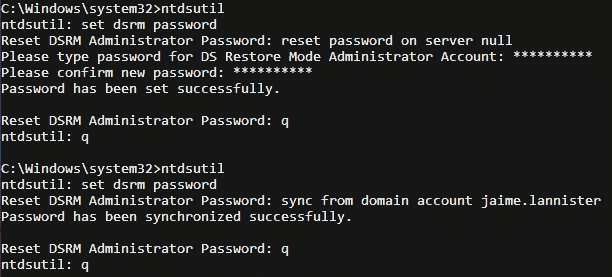 C:\Windows\system32>ntdsutil
ntdsutil: set dsrm password
Reset DSRM Administrator Password: reset password on server null
Please type password for DS Restore Mode Administrator Account: **********
Please confirm new password: **********
Password has been set successfully.
Reset DSRM Administrator Password: q
ntdsutil: q
C:\Windows\system32>ntdsutil
ntdsutil: set dsrm password
Reset DSRM Administrator Password: sync from domain account jaime.lannister
Password has been synchronized successfully.
Reset DSRM Administrator Password: q
ntdsutil: q